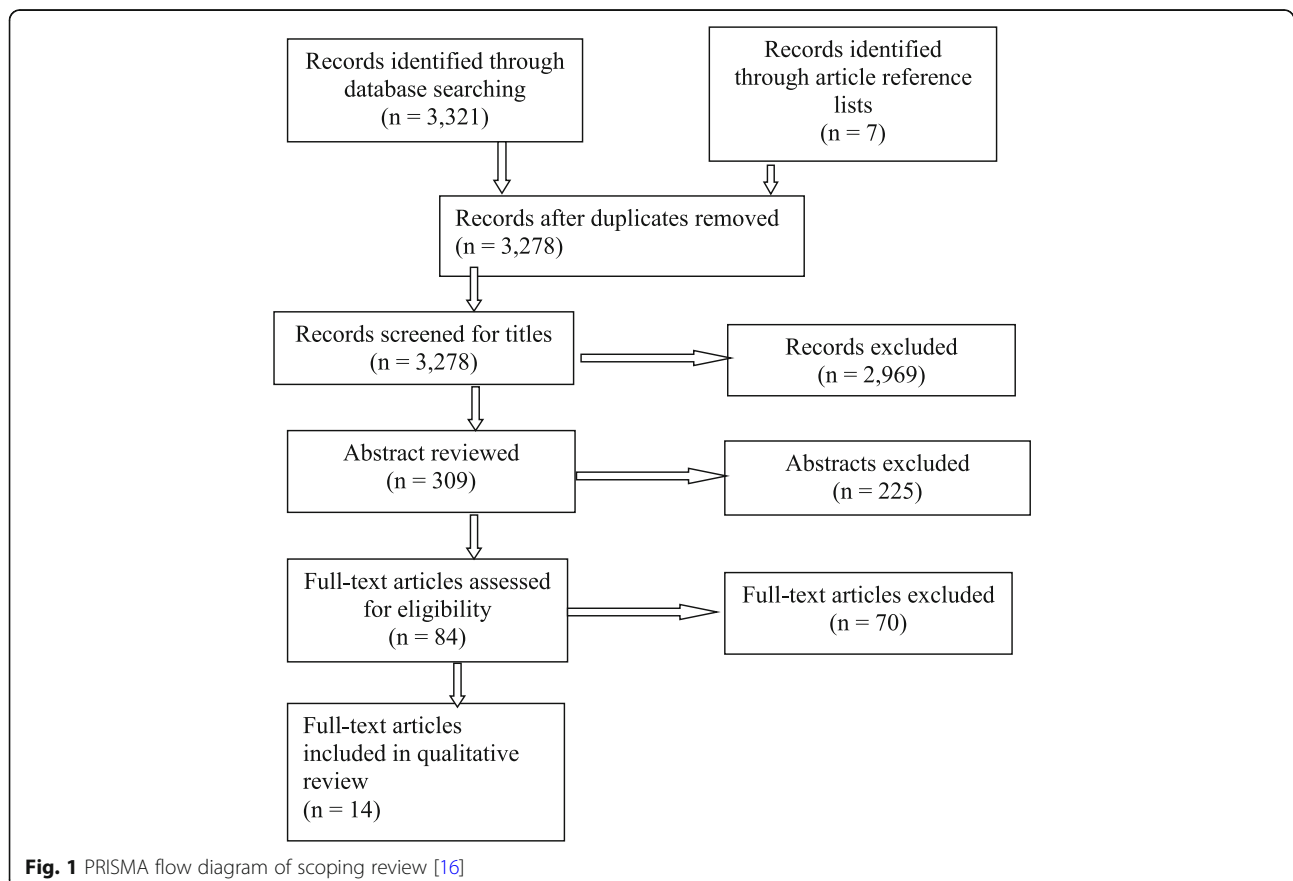 Records identified through
database searching
(n = 3,321)
Records identified
through article reference
lists
(n = 7)
Records after duplicates removed
(n = 3,278)
Records screened for titles
(n = 3,278)
Records excluded
(n = 2,969)
Abstract reviewed
(n = 309)
Abstracts excluded
(n = 225)
Full-text articles assessed
for eligibility
(n = 84)
Full-text articles excluded
(n = 70)
Full-text articles
included in qualitative
review
(n = 14)
Fig. 1 PRISMA flow diagram of scoping review [16]